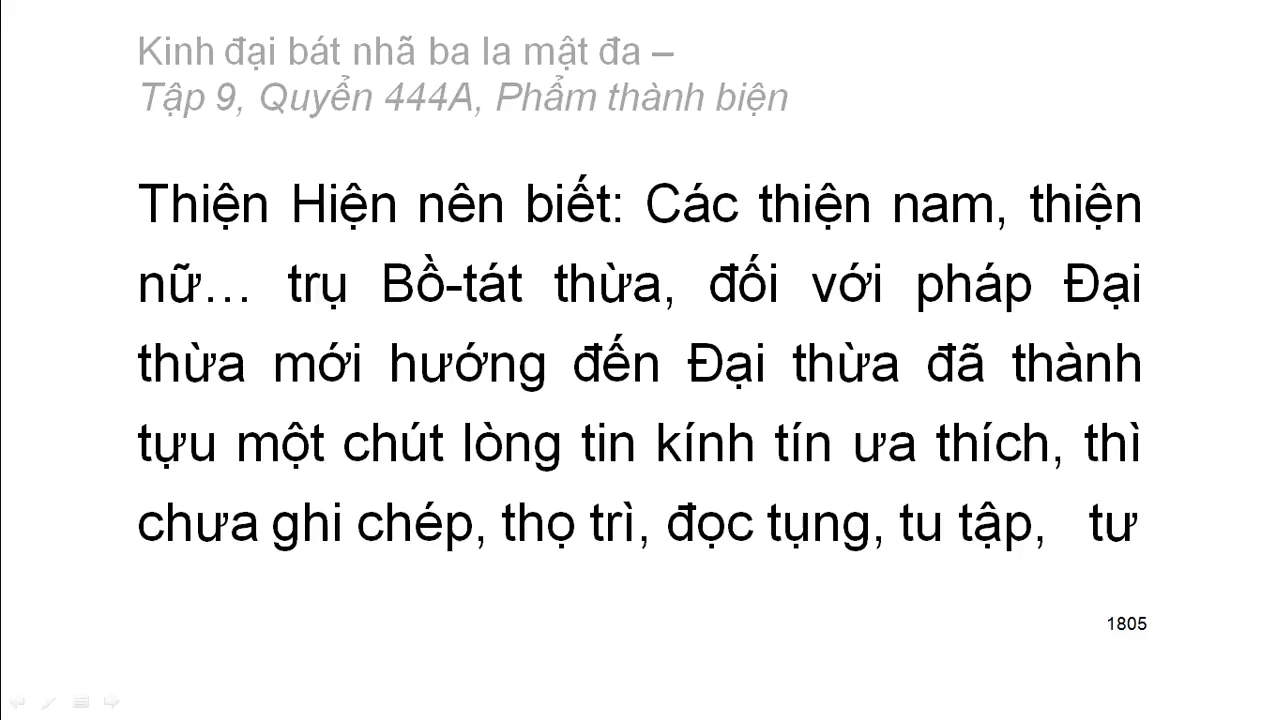 Kinh đại bát nhã ba la mật đa –
Tập 9, Quyển 444A, Phẩm thành biện
Thiện Hiện nên biết: Các thiện nam, thiện
nữ… trụ Bồ-tát thừa, đối với pháp Đại
thừa mới hướng đến Đại thừa đã thành
tựu một chút lòng tin kính tín ưa thích, thì
chưa ghi chép, thọ trì, đọc tụng, tu tập, tư
1805